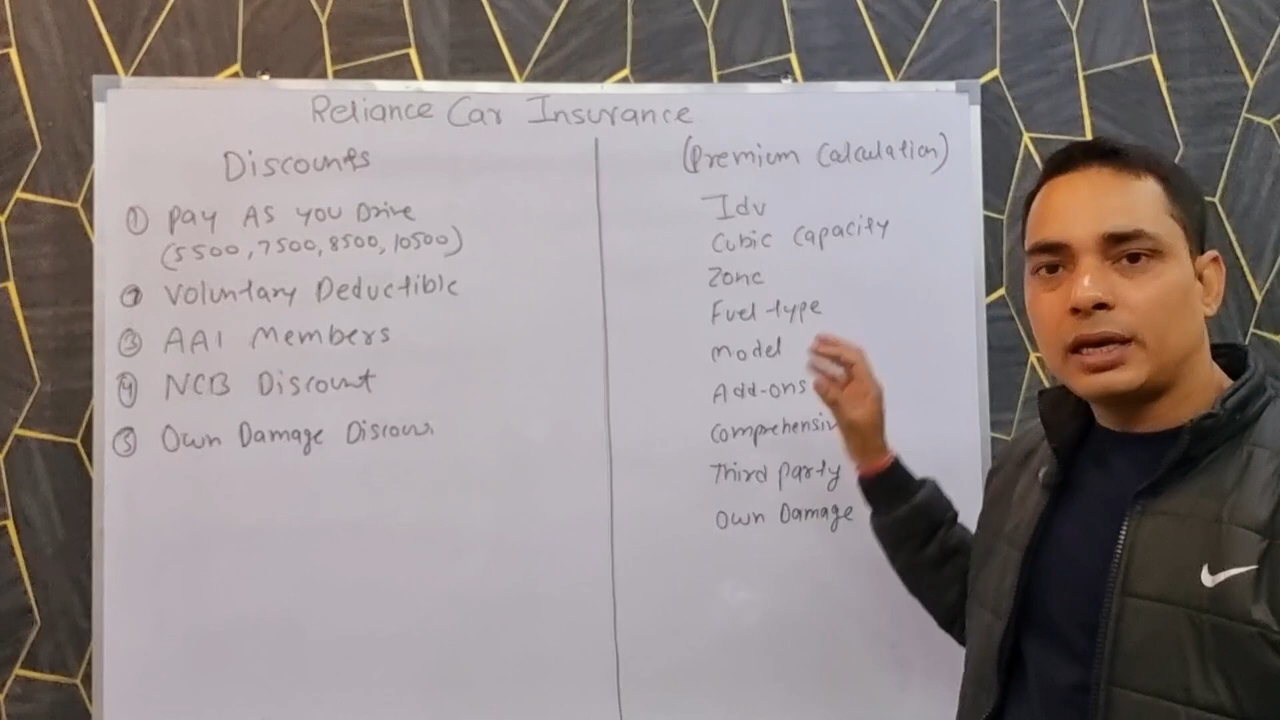 Reliance Car Insurance
Discounts
① Pay As You Drive
(5500, 7500, 8500, 10500)
② Voluntary Deductible
③ AAI Members
④ NCB Discount
⑤ Own Damage Discoun
(Premium Calculation)
Idv
Cubic Capacity
Zone
Fuel type
Model
Add-ons
Comprehensiv
Third party
Own Damage